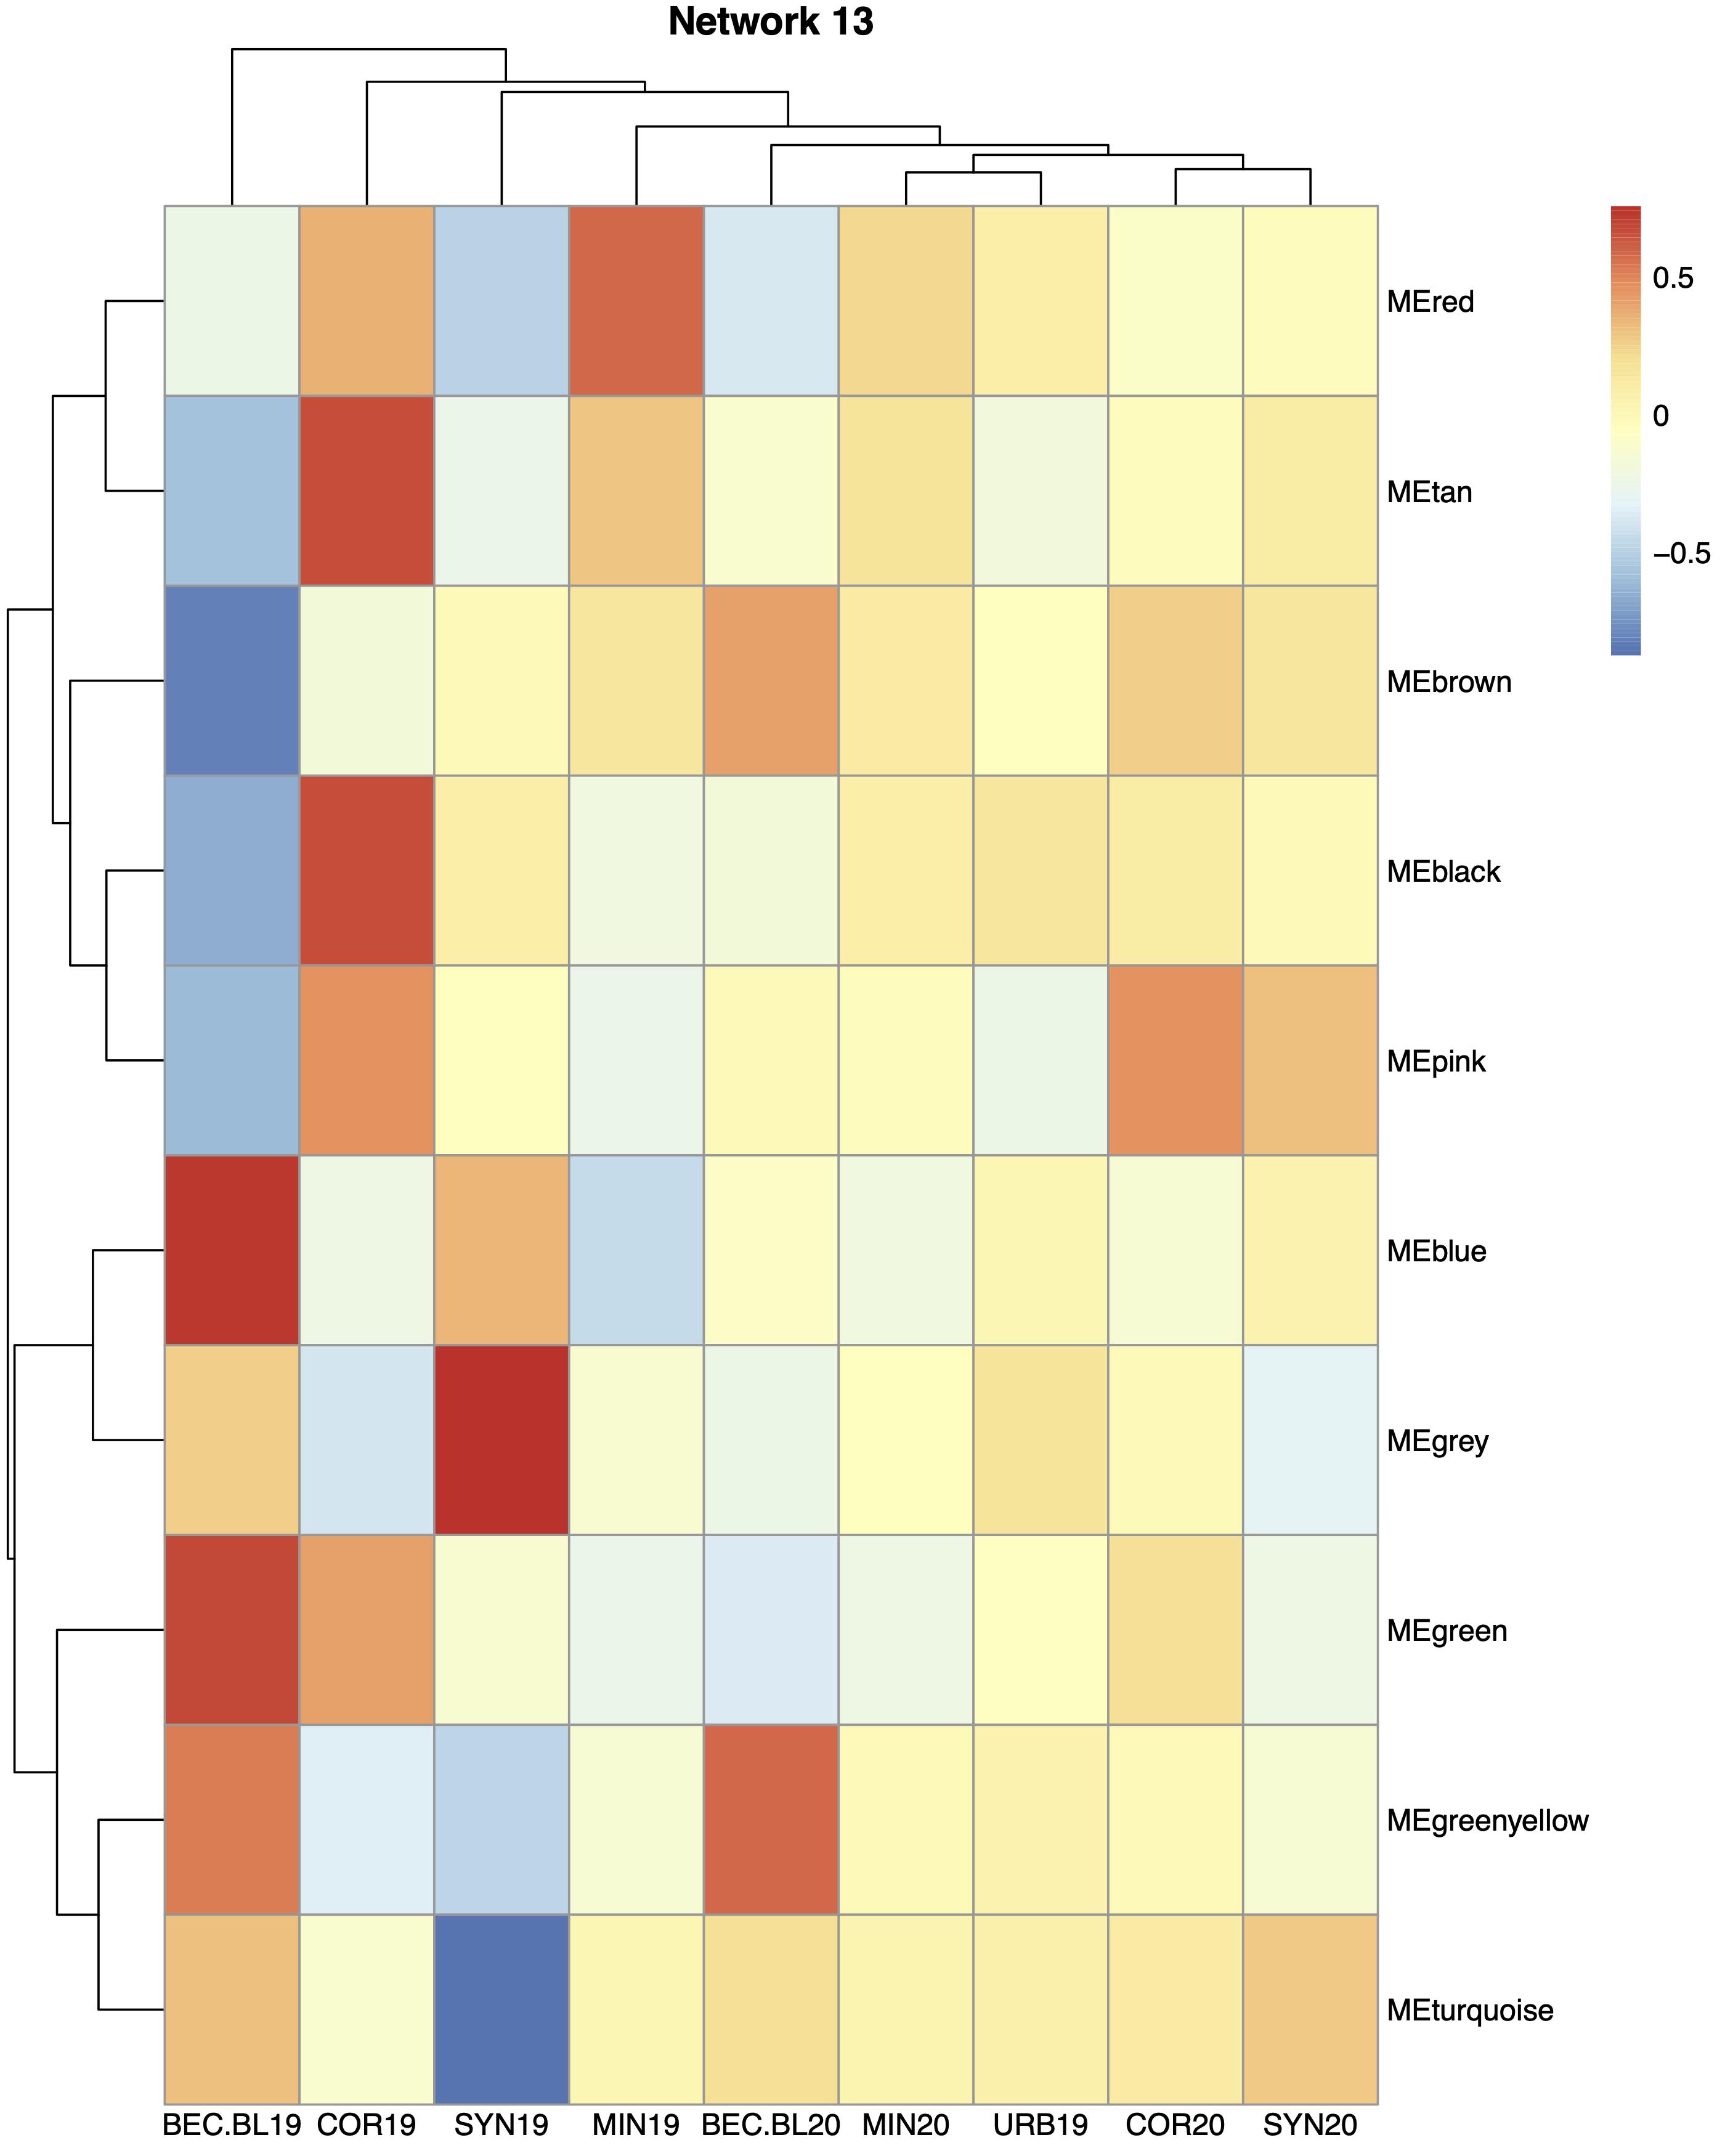 Network 13
0.5
0
−0.5
MEred
MEtan
MEbrown
MEblack
MEpink
MEblue
MEgrey
MEgreen
MEgreenyellow
MEturquoise
BEC.BL19 COR19 SYN19 MIN19 BEC.BL20 MIN20 URB19 COR20 SYN20